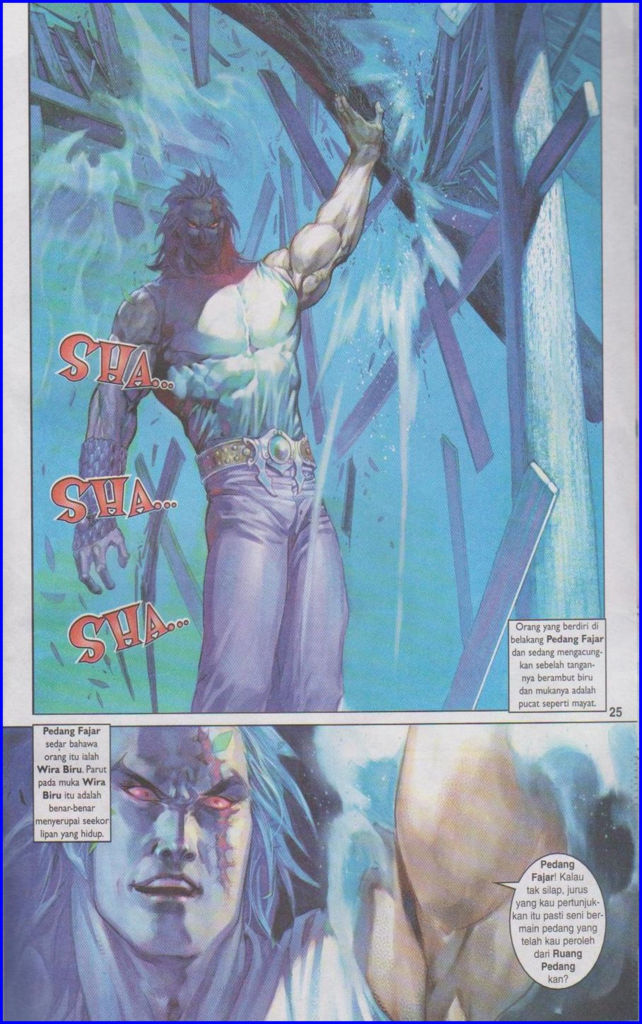 SHA...
SHA...
SHA...
Orang yang berdiri di
belakang Pedang Fajar
dan sedang mengacung-
kan sebelah tangan-
nya berambut biru
dan mukanya adalah
pucat seperti mayat.
25
Pedang Fajar
sedar bahawa
orang itu ialah
Wira Biru. Parut
pada muka Wira
Biru itu adalah
benar-benar
menyerupai seekor
lipan yang hidup.
Pedang
Fajar! Kalau
tak silap, jurus
yang kau pertunjuk-
kan itu pasti seni ber-
main pedang yang
telah kau peroleh
dari Ruang
Pedang
kan?